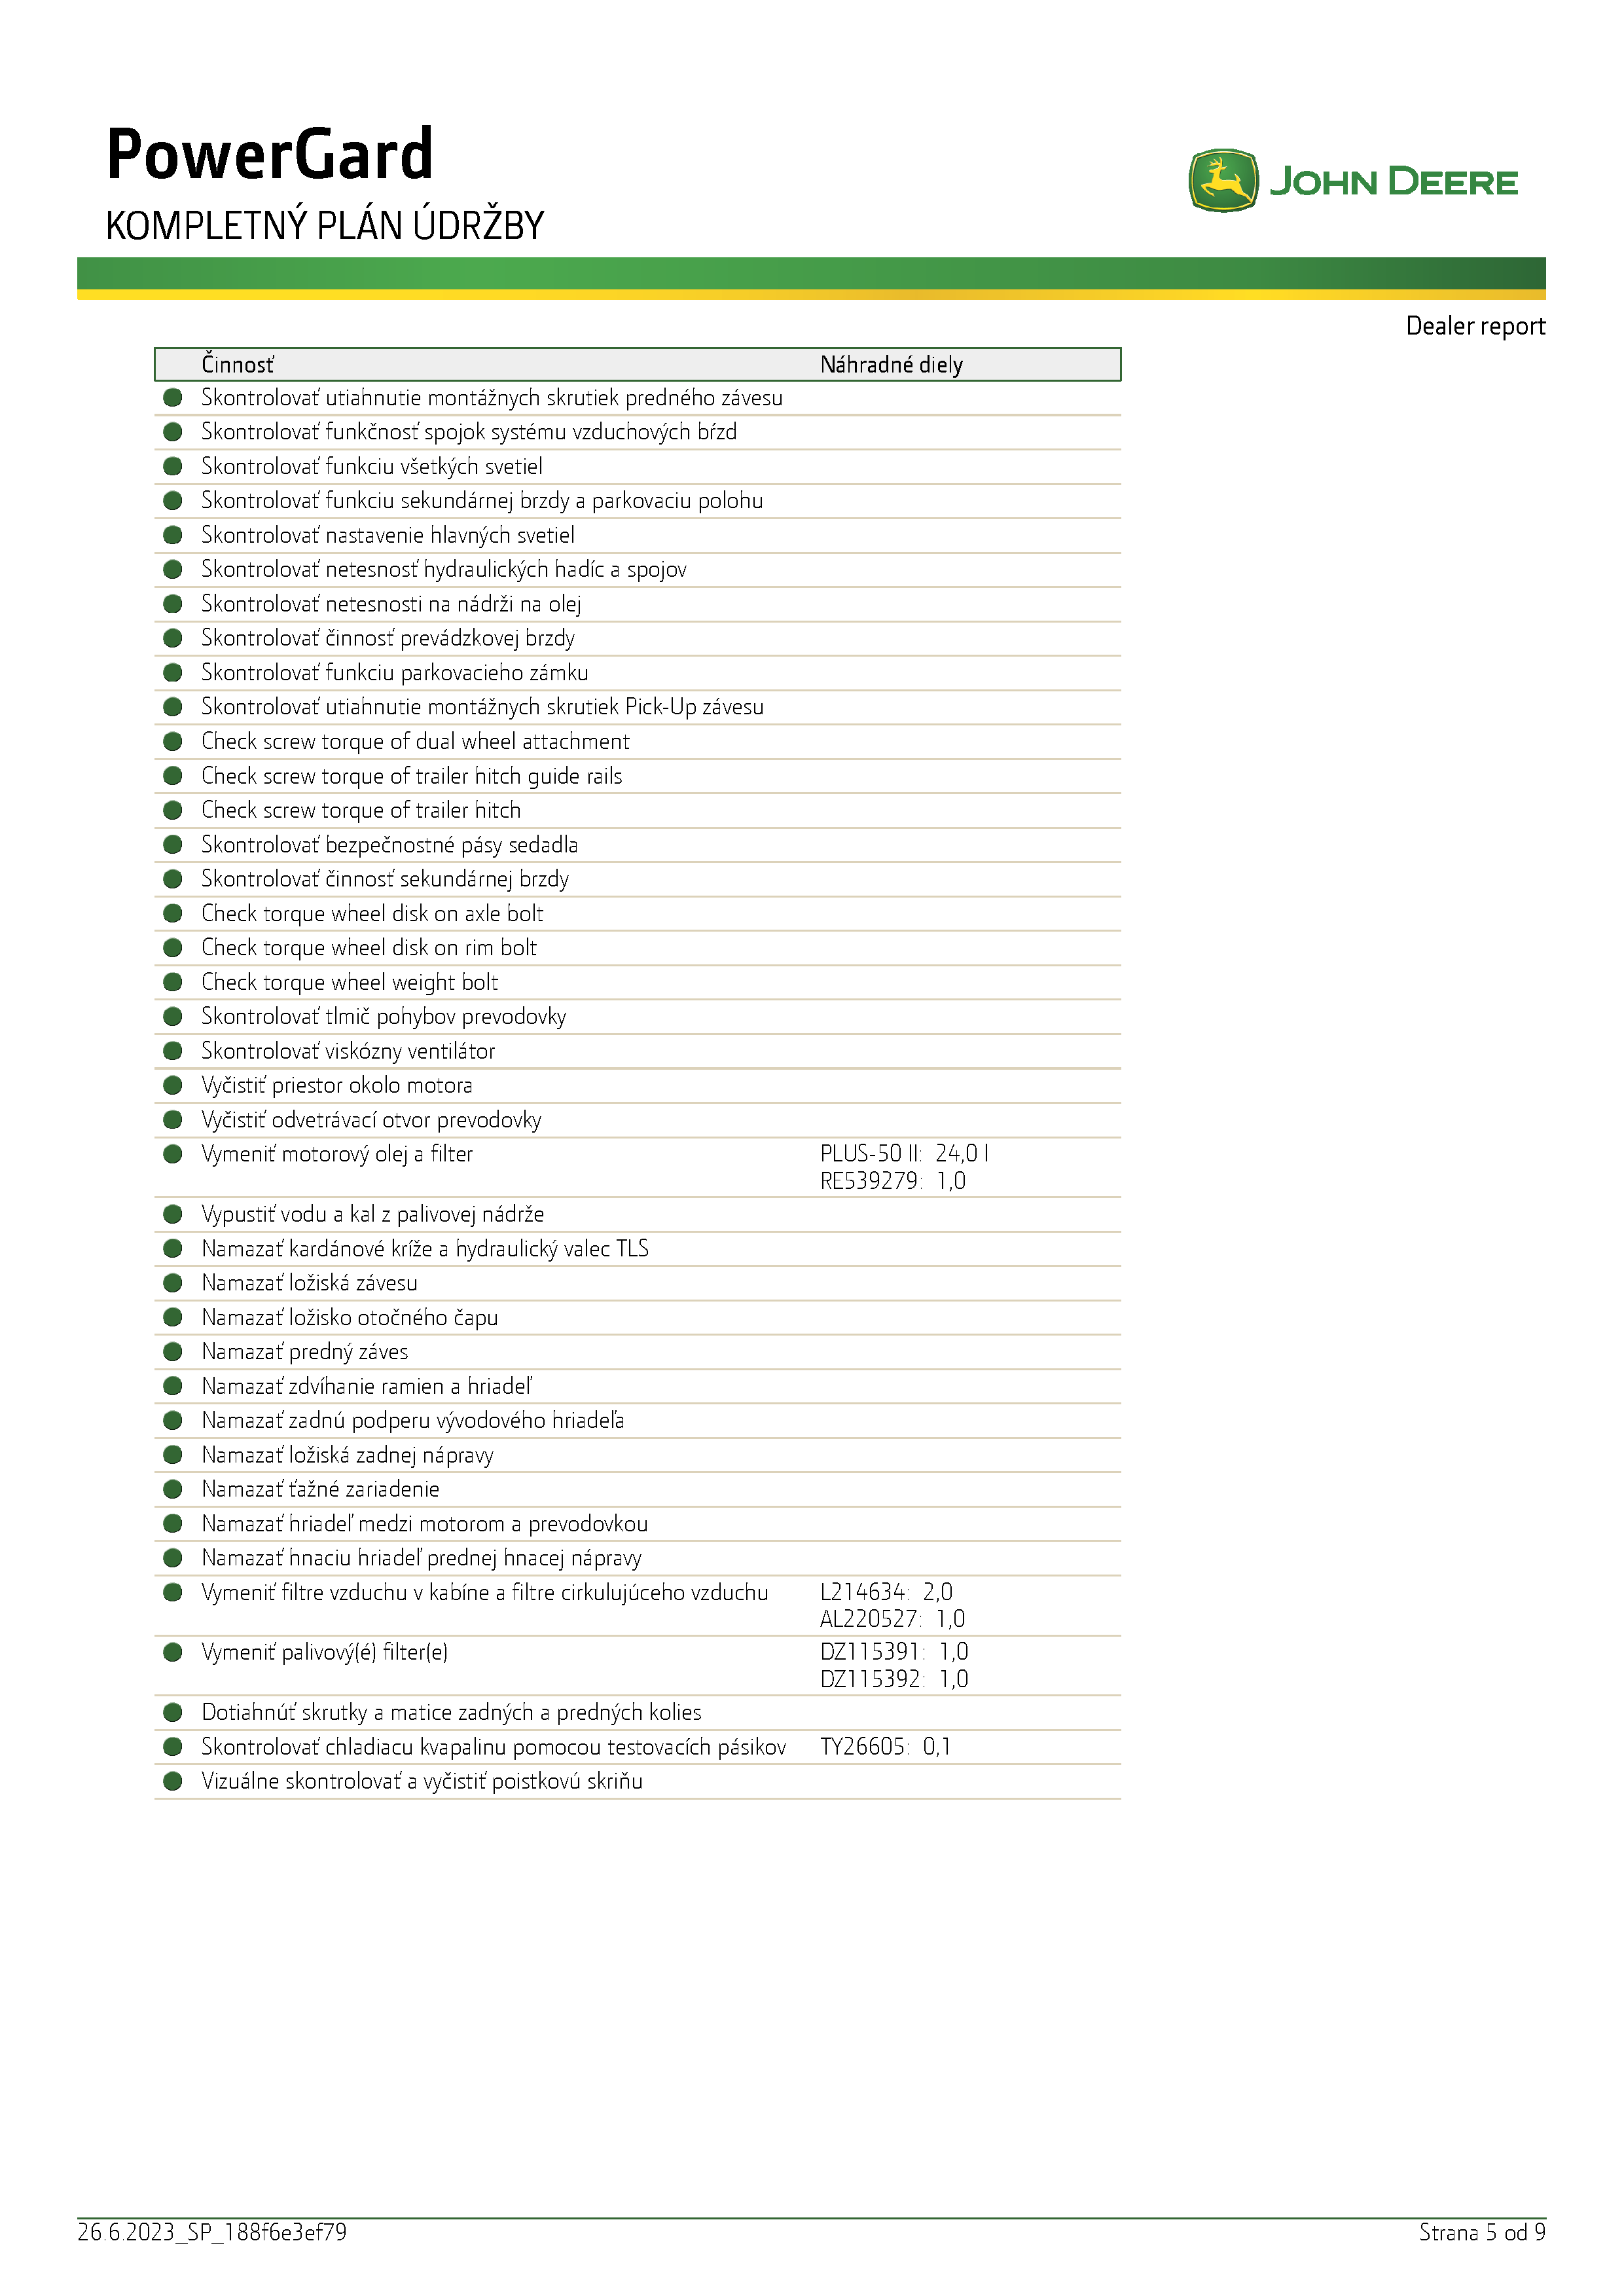 PowerGard
KOMPLETNÝ PLÁN ÚDRŽBY
JOHN DEERE
Dealer report
Činnosť Náhradné diely
Skontrolovať utiahnutie montážnych skrutiek predného závesu
Skontrolovať funkčnosť spojok systému vzduchových bŕzd
Skontrolovať funkciu všetkých svetiel
Skontrolovať funkciu sekundárnej brzdy a parkovaciu polohu
Skontrolovať nastavenie hlavných svetiel
Skontrolovať netesnosť hydraulických hadíc a spojov
Skontrolovať netesnosti na nádrži na olej
Skontrolovať činnosť prevádzkovej brzdy
Skontrolovať funkciu parkovacieho zámku
Skontrolovať utiahnutie montážnych skrutiek Pick-Up závesu
Check screw torque of dual wheel attachment
Check screw torque of trailer hitch guide rails
Check screw torque of trailer hitch
Skontrolovať bezpečnostné pásy sedadla
Skontrolovať činnosť sekundárnej brzdy
Check torque wheel disk on axle bolt
Check torque wheel disk on rim bolt
Check torque wheel weight bolt
Skontrolovať tlmič pohybov prevodovky
Skontrolovať viskózny ventilátor
Vyčistiť priestor okolo motora
Vyčistiť odvetrávací otvor prevodovky
Vymeniť motorový olej a filter PLUS-50 II: 24,0 l
RE539279: 1,0
Vypustiť vodu a kal z palivovej nádrže
Namazať kardánové kríže a hydraulický valec TLS
Namazať ložiská závesu
Namazať ložisko otočného čapu
Namazať predný záves
Namazať zdvíhanie ramien a hriadeľ
Namazať zadnú podperu vývodového hriadeľa
Namazať ložiská zadnej nápravy
Namazať ťažné zariadenie
Namazať hriadeľ medzi motorom a prevodovkou
Namazať hnaciu hriadeľ prednej hnacej nápravy
Vymeniť filtre vzduchu v kabíne a filtre cirkulujúceho vzduchu L214634: 2,0
AL220527: 1,0
Vymeniť palivový(é) filter(e) DZ115391: 1,0
DZ115392: 1,0
Dotiahnúť skrutky a matice zadných a predných kolies
Skontrolovať chladiacu kvapalinu pomocou testovacích pásikov TY26605: 0,1
Vizuálne skontrolovať a vyčistiť poistkovú skriňu
26.6.2023_SP_188f6e3ef79 Strana 5 od 9